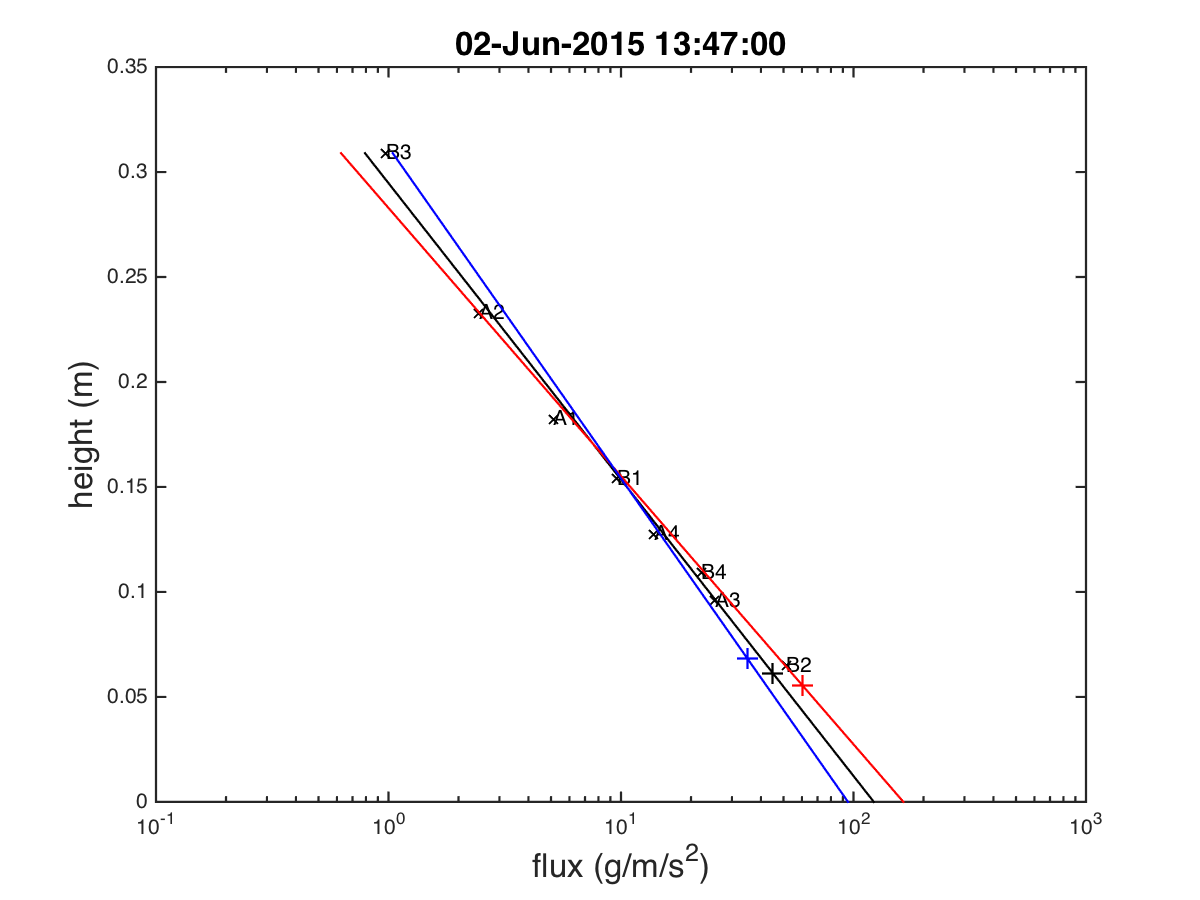 02-Jun-2015 13:47:00
0.35
0.3
0.25
0.2
0.15
0.1
0.05
0
height (m)
B3
A2
A1
B1
A4
B4
A3
B2
10^-1
10^0
10^1
10^2
10^3
flux (g/m/s^2)